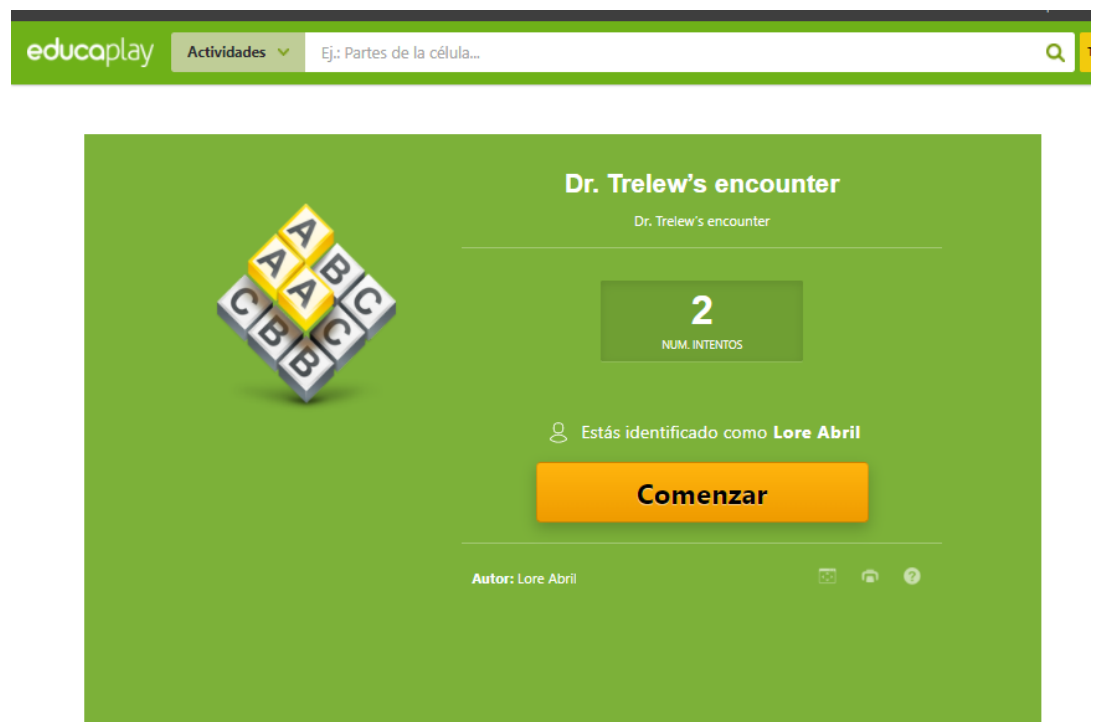 educaplay Actividades Ej.: Partes de la célula...
Dr. Trelew’s encounter
Dr. Trelew’s encounter
A
A B
C A C
B C
B
2
NUM. INTENTOS
Estás identificado como Lore Abril
Comenzar
Autor: Lore Abril
?